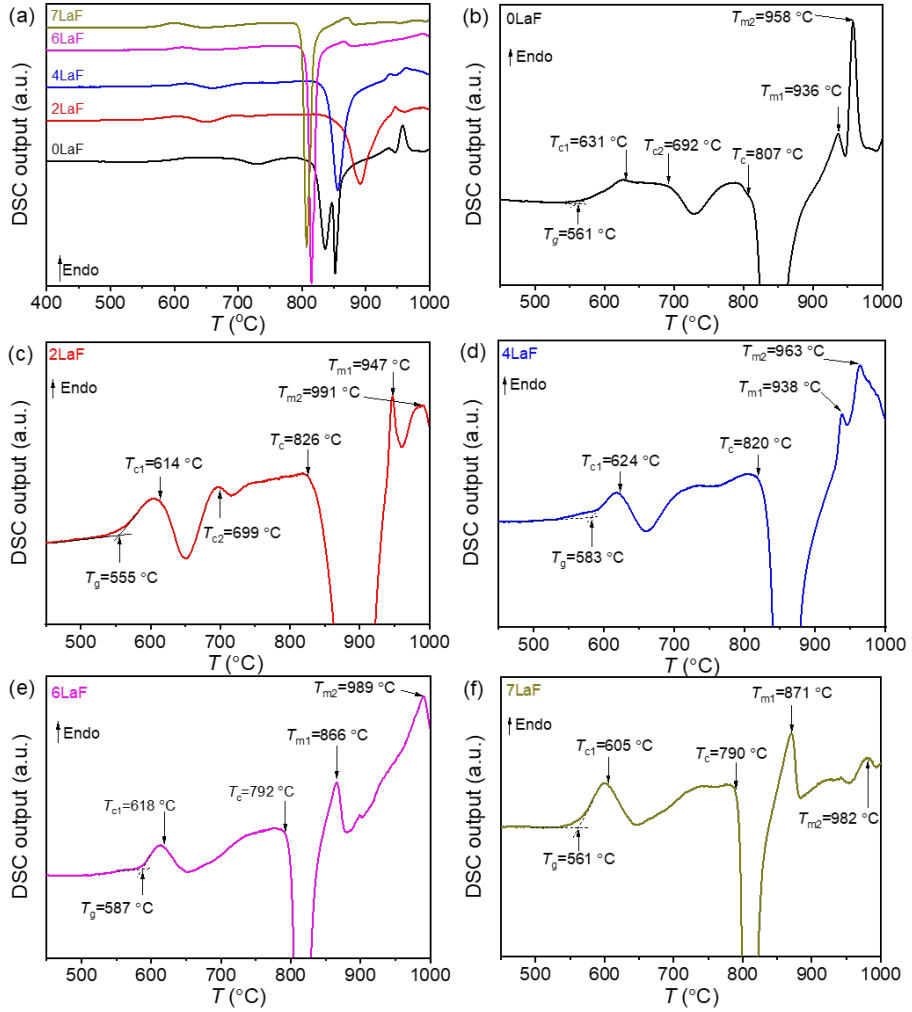 (a)
7LaF
6LaF
4LaF
2LaF
0LaF
Endo
DSC output (a.u.)
400 500 600 700 800 900 1000
T (°C)
(b)
0LaF
Endo
Tm2=958 °C
Tm1=936 °C
Tc1=631 °C
Tc2=692 °C
Tc=807 °C
Tg=561 °C
DSC output (a.u.)
500 600 700 800 900 1000
T (°C)
(c)
2LaF
Endo
Tm1=947 °C
Tm2=991 °C
Tc=826 °C
Tc1=614 °C
Tc2=699 °C
Tg=555 °C
DSC output (a.u.)
500 600 700 800 900 1000
T (°C)
(d)
4LaF
Endo
Tm2=963 °C
Tm1=938 °C
Tc=820 °C
Tc1=624 °C
Tg=583 °C
DSC output (a.u.)
500 600 700 800 900 1000
T (°C)
(e)
6LaF
Endo
Tm2=989 °C
Tm1=866 °C
Tc=792 °C
Tc1=618 °C
Tg=587 °C
DSC output (a.u.)
500 600 700 800 900 1000
T (°C)
(f)
7LaF
Endo
Tm1=871 °C
Tc1=605 °C
Tc=790 °C
Tm2=982 °C
Tg=561 °C
DSC output (a.u.)
500 600 700 800 900 1000
T (°C)